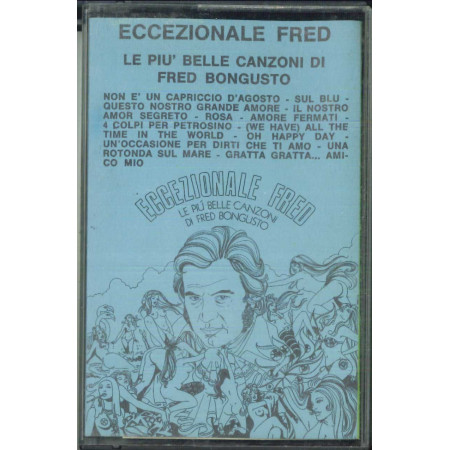 ECCEZIONALE FRED
LE PIU' BELLE CANZONI DI
FRED BONGUSTO
NON E' UN CAPRICCIO D'AGOSTO - SUL BLU -
QUESTO NOSTRO GRANDE AMORE - IL NOSTRO
AMOR SEGRETO - ROSA - AMORE FERMATI -
4 COLPI PER PETROSINO - (WE HAVE) ALL THE
TIME IN THE WORLD - OH HAPPY DAY -
UN'OCCASIONE PER DIRTI CHE TI AMO - UNA
ROTONDA SUL MARE - GRATTA GRATTA... AMI-
CO MIO
ECCEZIONALE FRED
LE PIÙ BELLE CANZONI
DI FRED BONGUSTO